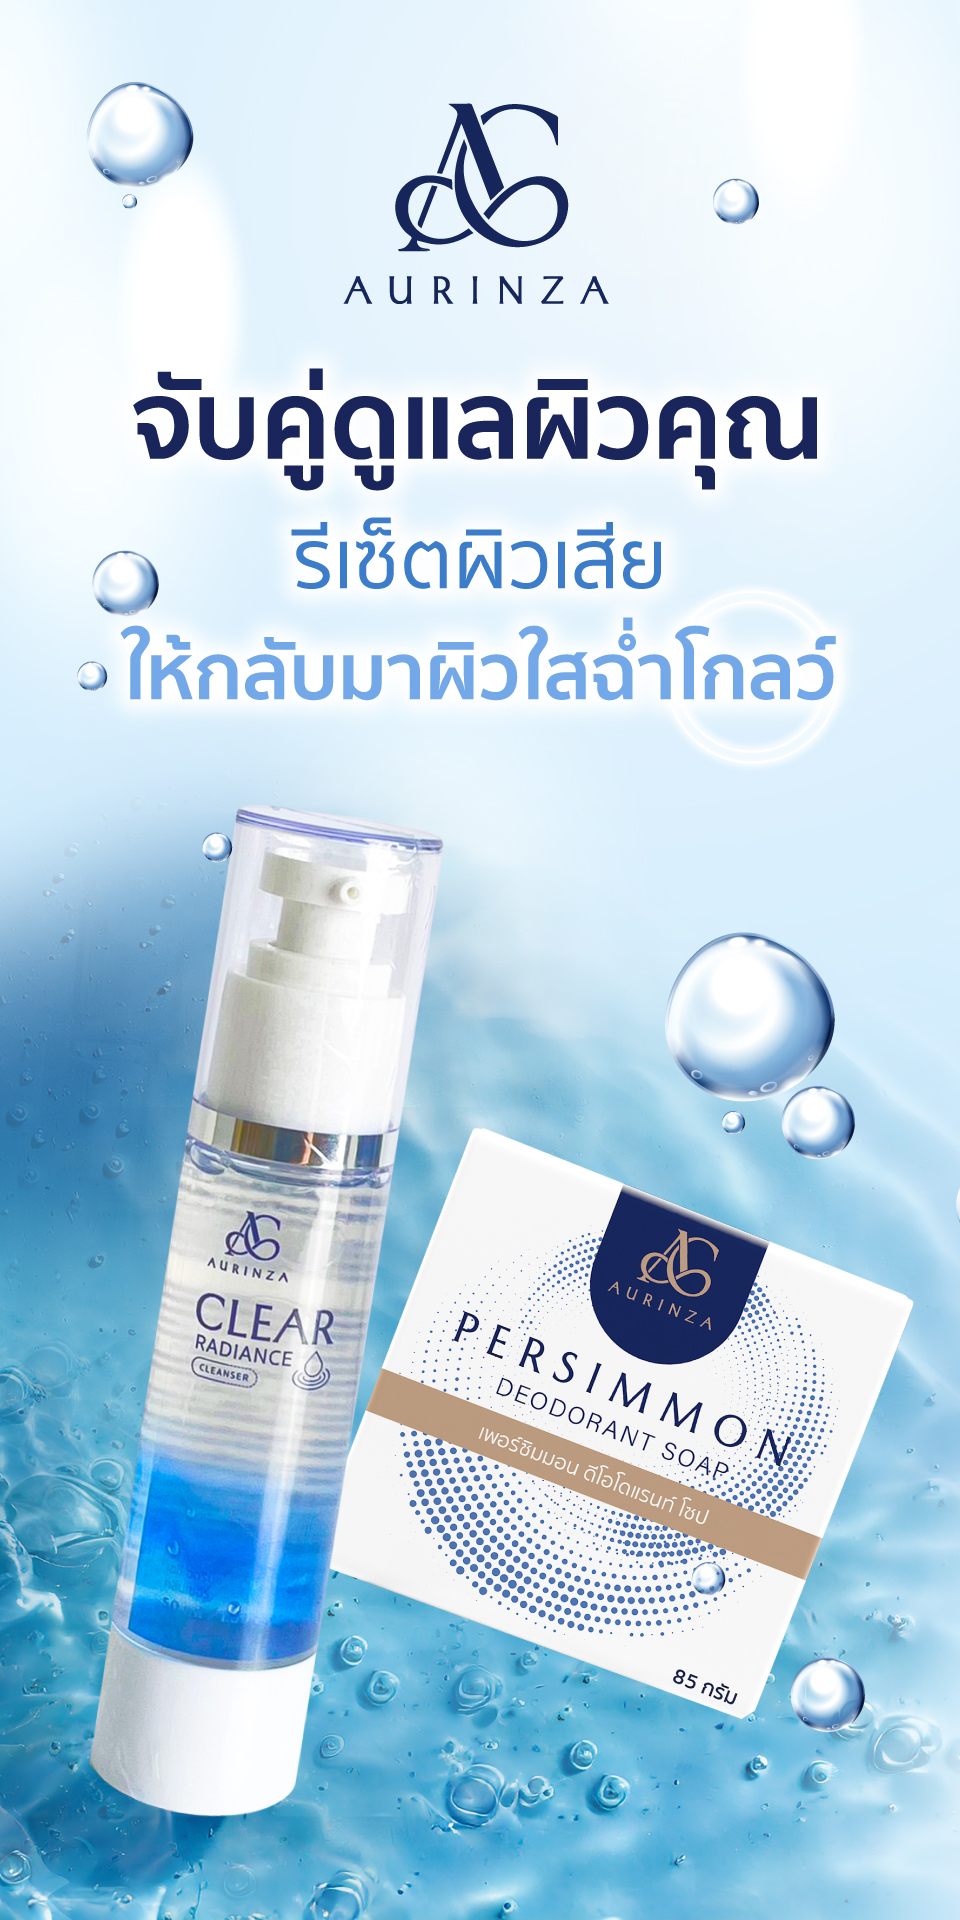 AURINZA
จับคู่ดูแลผิวคุณ
รีเซ็ตผิวเสีย
ให้กลับมาผิวใสฉ่ำโกลว์
AURINZA
CLEAR
RADIANCE
CLEANSER
AURINZA
PERSIMMON
DEODORANT SOAP
เพอร์ซิมมอน ดีโอโดแรนท์ โซป
85 กรัม